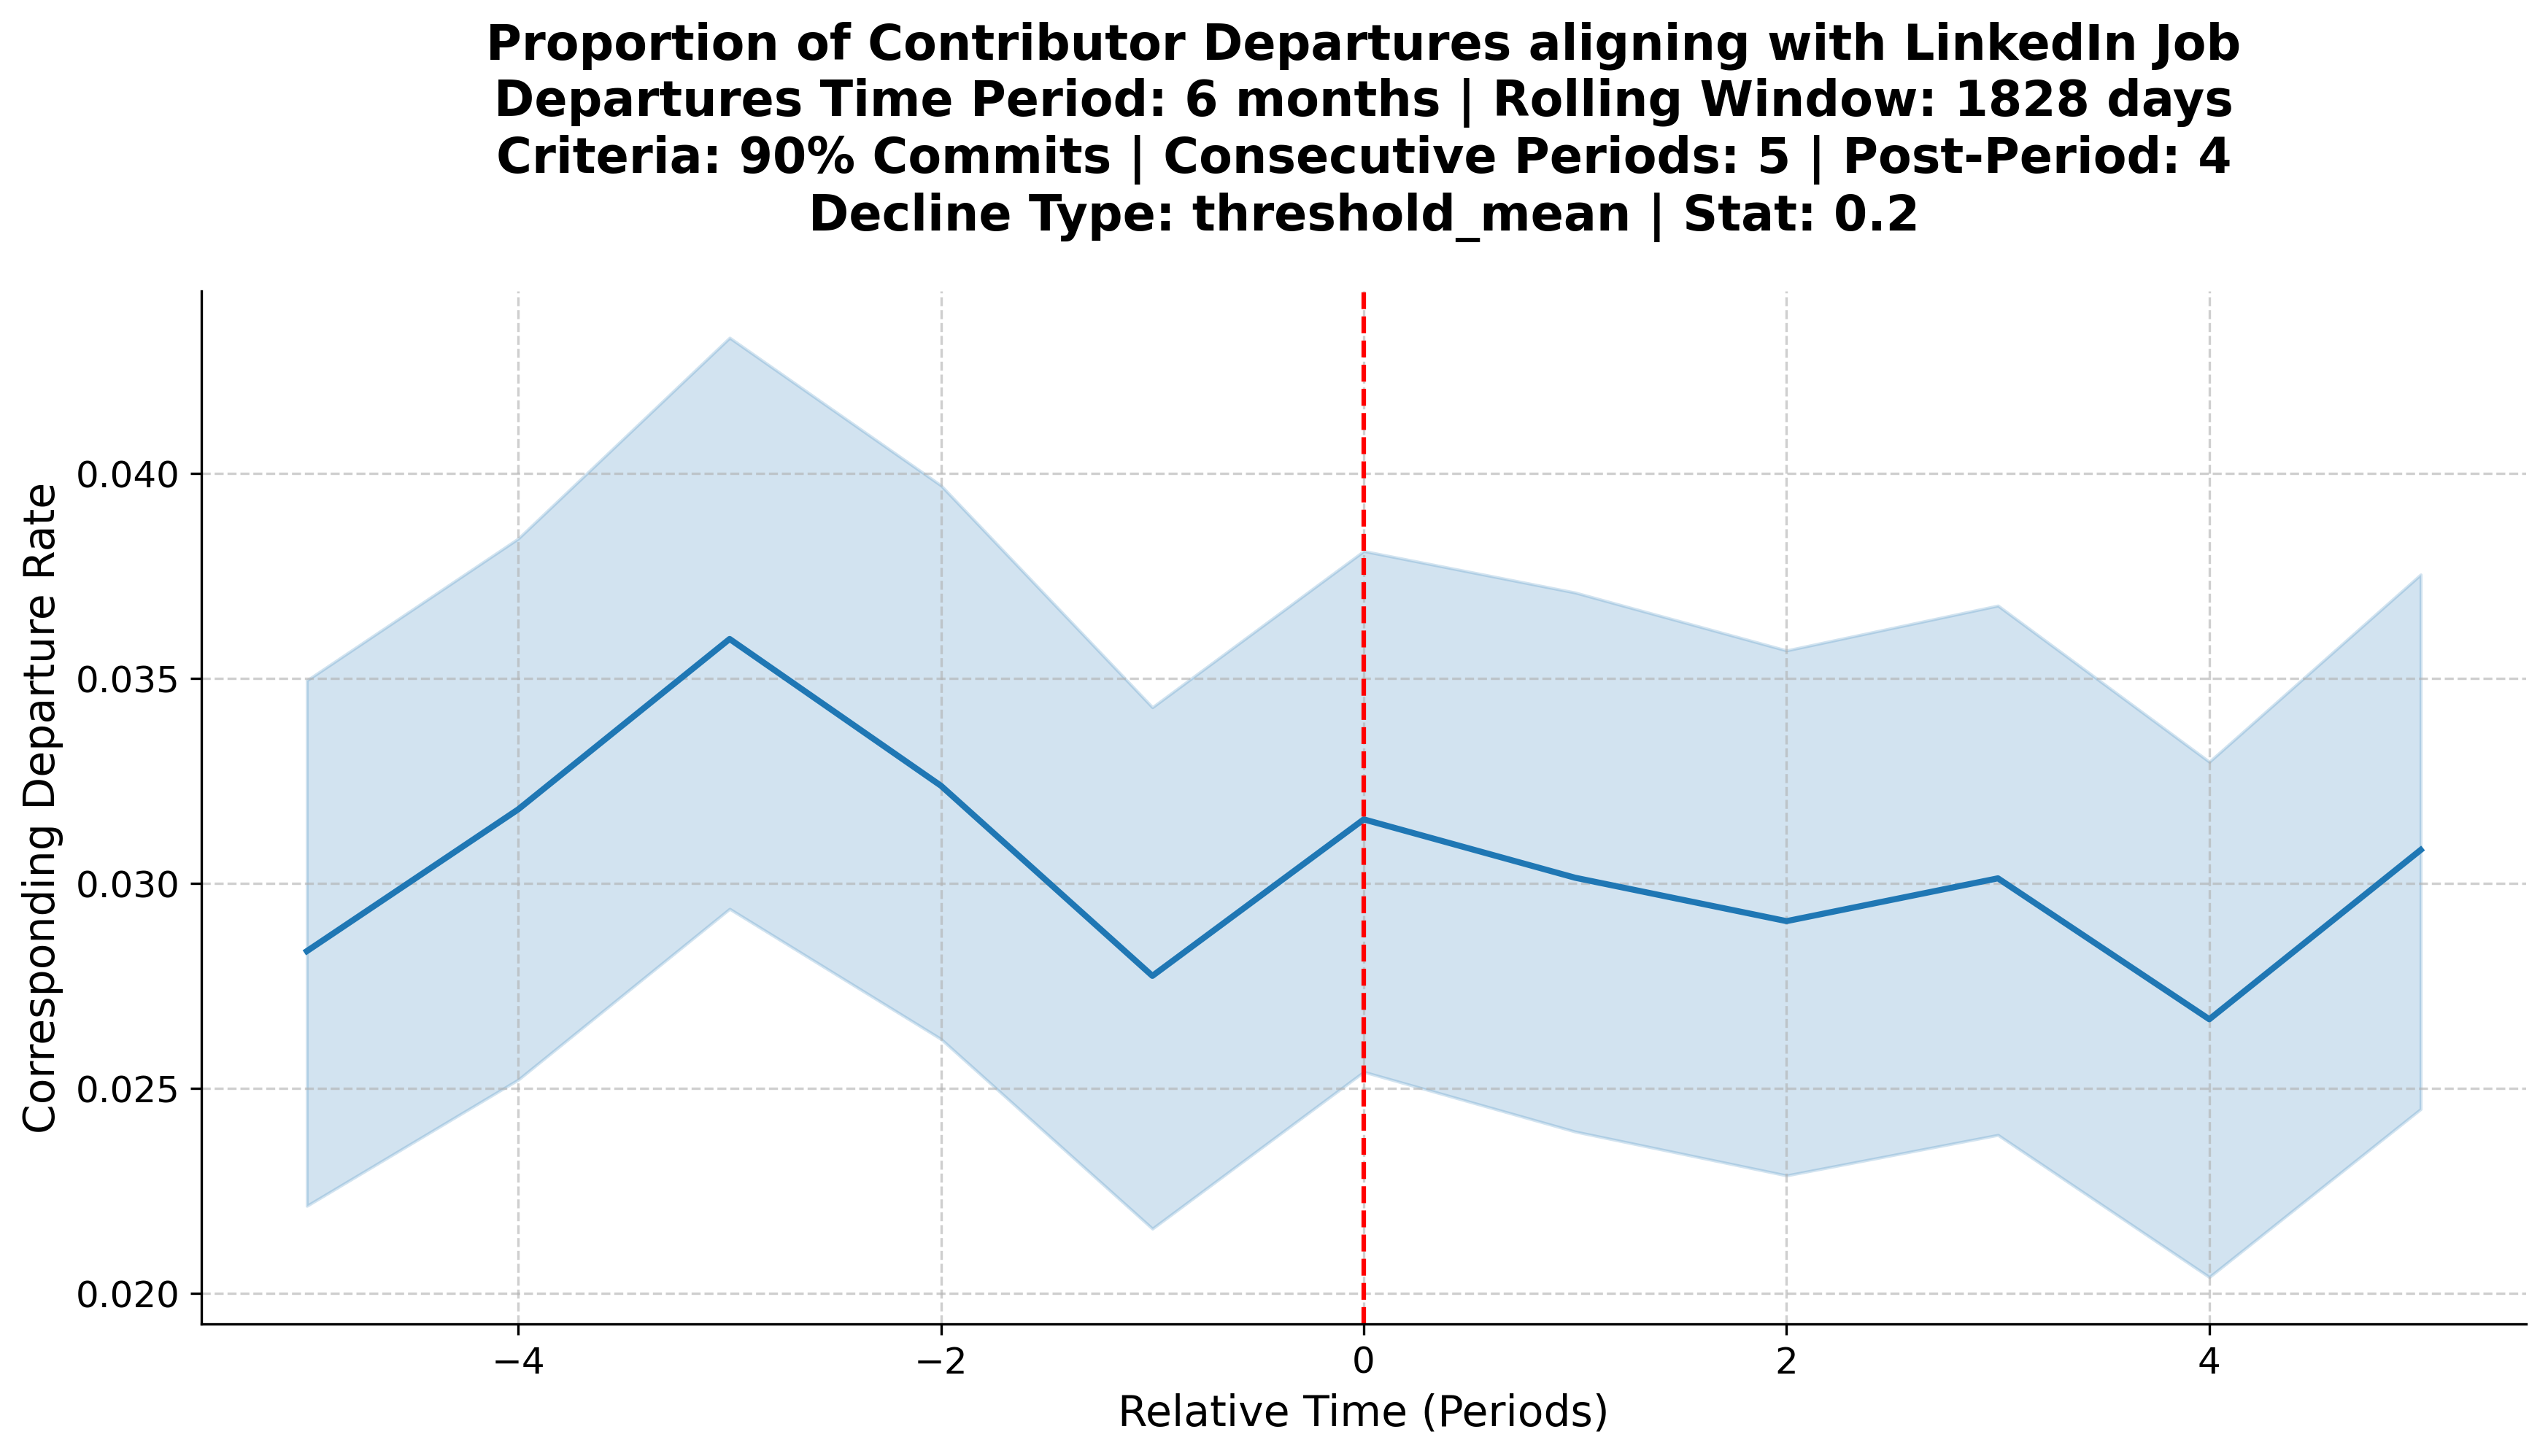 Proportion of Contributor Departures aligning with LinkedIn Job
Departures Time Period: 6 months | Rolling Window: 1828 days
Criteria: 90% Commits | Consecutive Periods: 5 | Post-Period: 4
Decline Type: threshold_mean | Stat: 0.2
Corresponding Departure Rate
0.040
0.035
0.030
0.025
0.020
−4
−2
0
2
4
Relative Time (Periods)